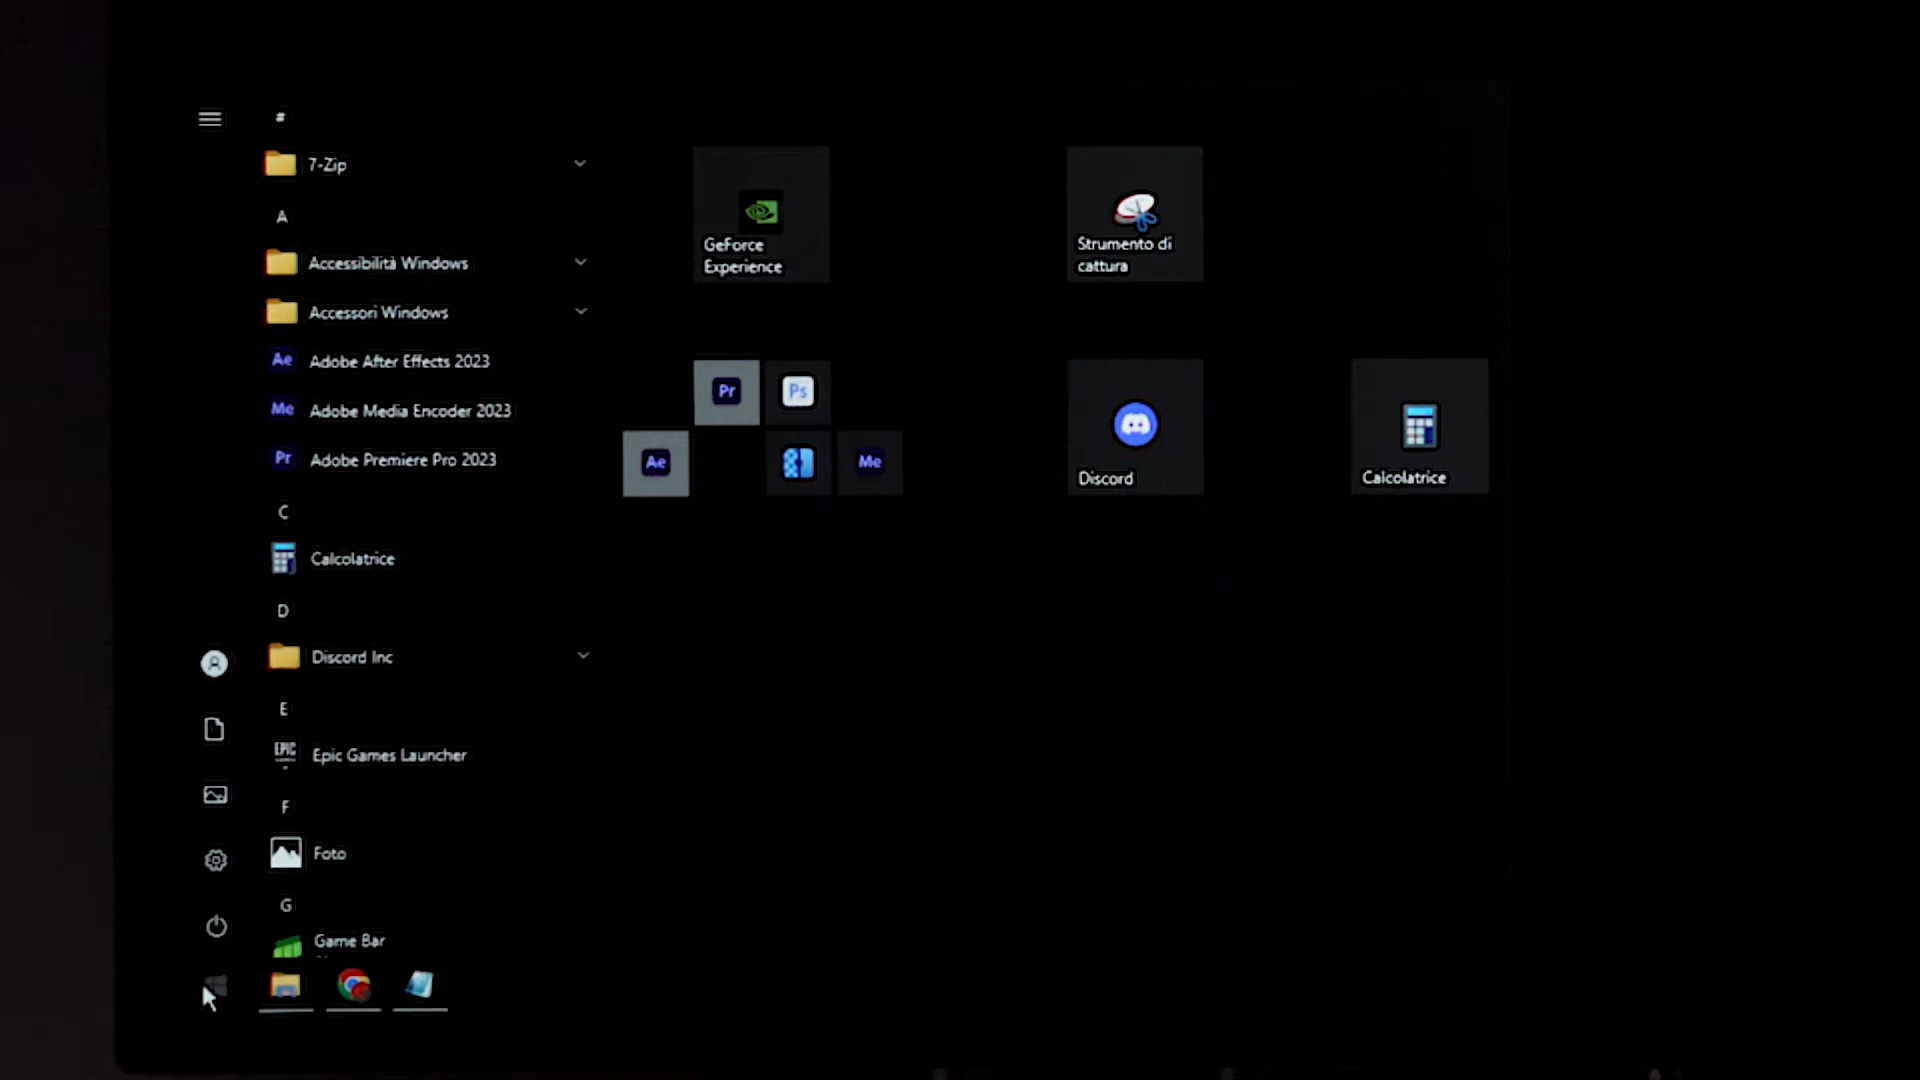 #
7-Zip
A
Accessibilità Windows
Accessori Windows
Ae Adobe After Effects 2023
Me Adobe Media Encoder 2023
Pr Adobe Premiere Pro 2023
C
Calcolatrice
D
Discord Inc
E
EPIC Epic Games Launcher
F
Foto
G
Game Bar
GeForce
Experience
Strumento di
cattura
Pr
Ps
Ae
Me
Discord
Calcolatrice